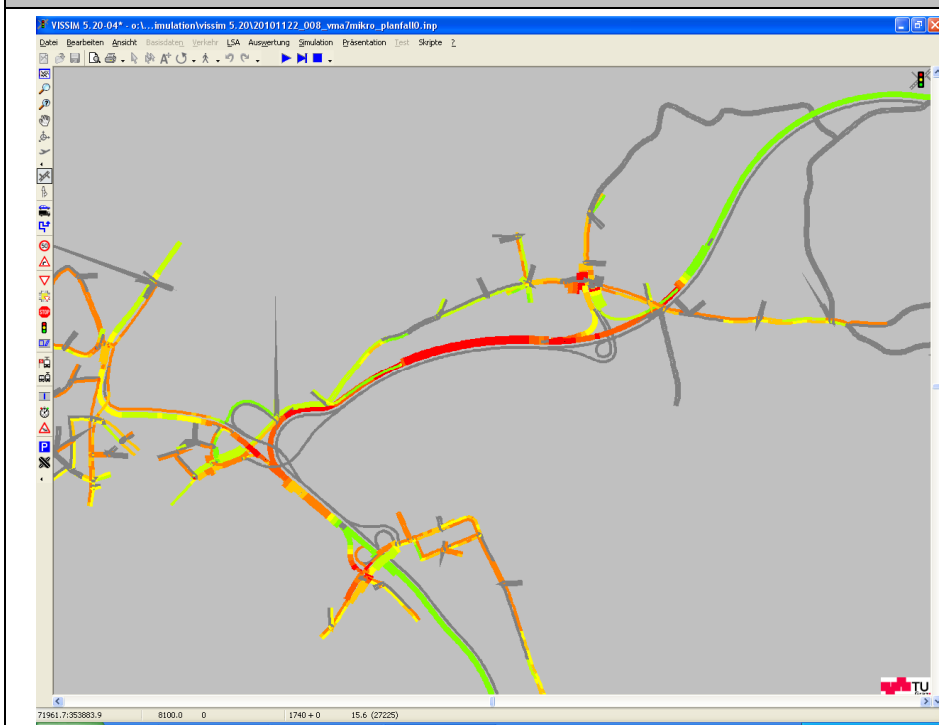 VISSIM 5.20-04* - o:\...imulation\vissim 5.20\20101122_008_vma7mikro_planfall0.inp
Datei Bearbeiten Ansicht Basisdaten Verkehr LSA Auswertung Simulation Präsentation Test Skripte ?
STOP
P
TU
71961.7:353883.9 8100.0 0 1740 + 0 15.6 (27225)